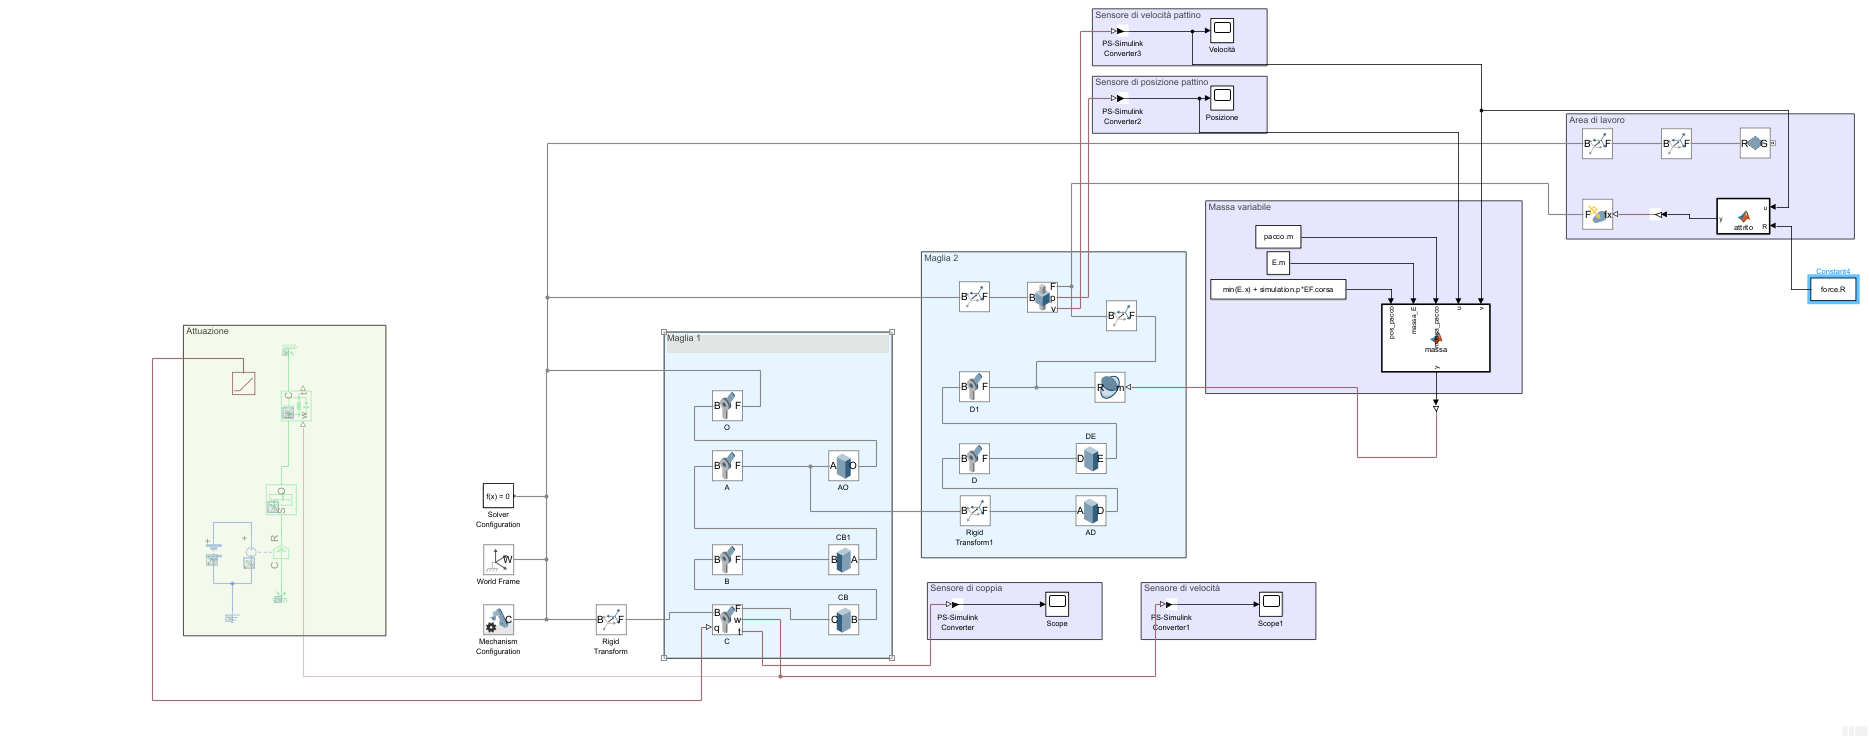 Sensore di velocità pattino
PS-Simulink
Converter3
Velocità
Sensore di posizione pattino
PS-Simulink
Converter2
Posizione
Area di lavoro
B F
B F
R G
F fx
y
attrito
u
R
Constant4
force.R
Massa variabile
pacco.m
E.m
min(E.x) + simulation.p*EF.corsa
pos_pacco
massa_E
u
v
massa
y
Maglia 2
B F
B
F
p
v
B F
B F
D1
R m
B F
D
DE
D E
B F
Rigid
Transform1
A D
AD
Maglia 1
B F
O
B F
A
A O
AO
B F
B
CB1
B A
B
q
F
w
t
C
CB
C B
Attuazione
C
W
t
S
O
+
+
R
C
f(x) = 0
Solver
Configuration
W
World Frame
C
Mechanism
Configuration
B F
Rigid
Transform
Sensore di coppia
PS-Simulink
Converter
Scope
Sensore di velocità
PS-Simulink
Converter1
Scope1